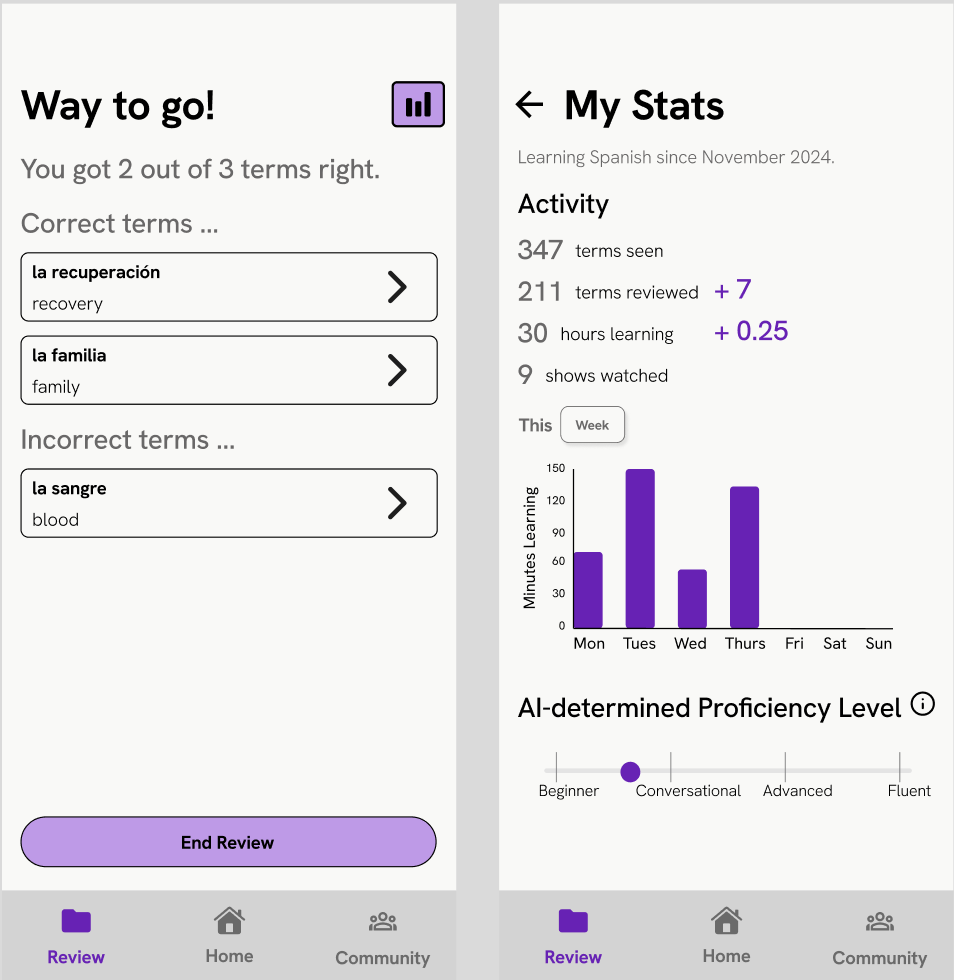 Way to go!
You got 2 out of 3 terms right.
Correct terms ...
la recuperación
recovery
la familia
family
Incorrect terms ...
la sangre
blood
End Review
Review
Home
Community
My Stats
Learning Spanish since November 2024.
Activity
347 terms seen
211 terms reviewed + 7
30 hours learning + 0.25
9 shows watched
This Week
Minutes Learning
150
120
90
60
30
0
Mon Tues Wed Thurs Fri Sat Sun
AI-determined Proficiency Level
Beginner Conversational Advanced Fluent
Review
Home
Community